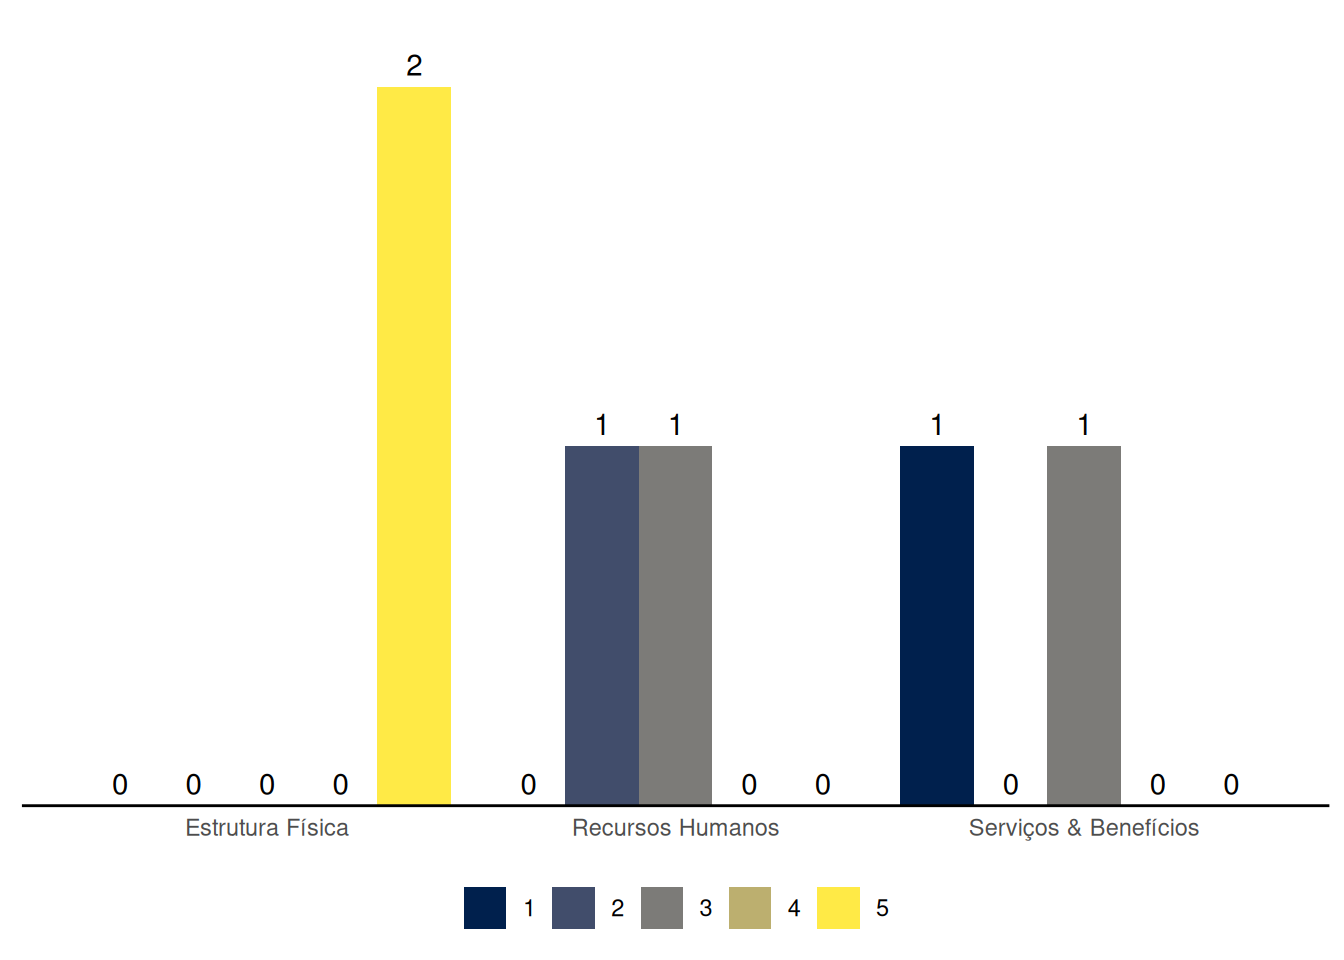 2
1 1 1 1
0 0 0 0 0 0 0 0 0 0
Estrutura Física Recursos Humanos Serviços & Benefícios
1 2 3 4 5